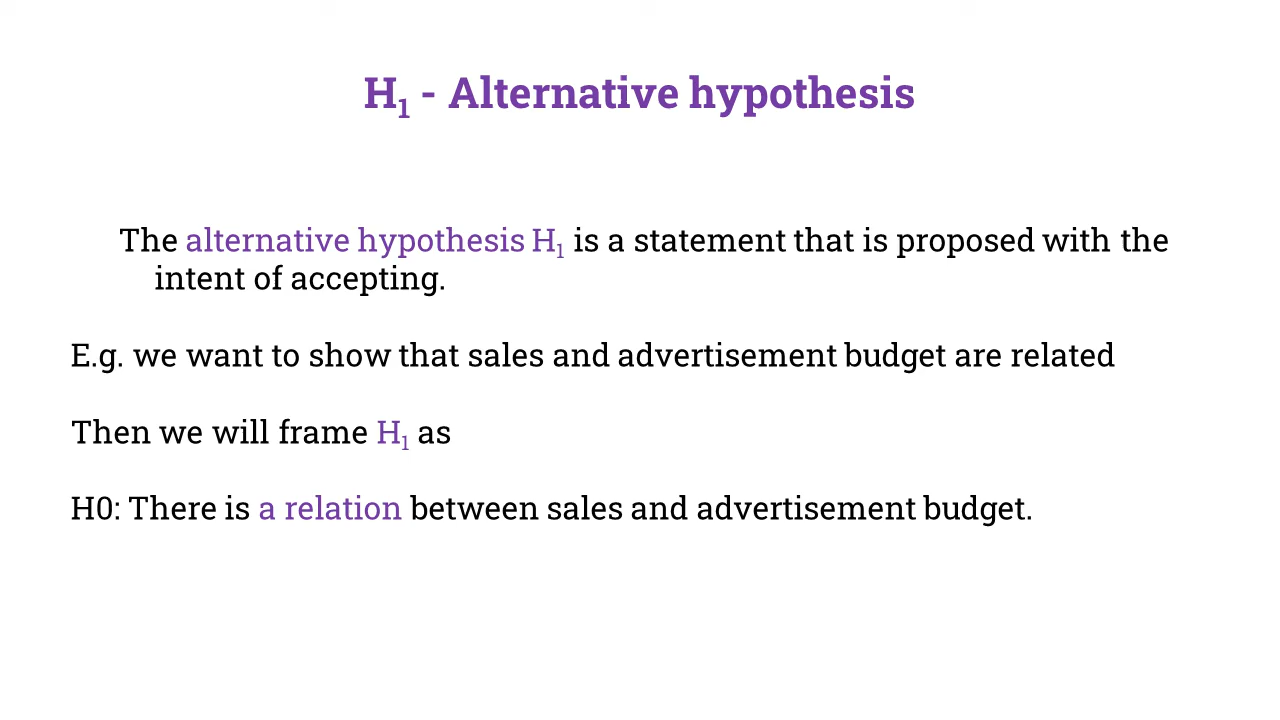 H₁ - Alternative hypothesis
The alternative hypothesis H₁ is a statement that is proposed with the
intent of accepting.
E.g. we want to show that sales and advertisement budget are related
Then we will frame H₁ as
H0: There is a relation between sales and advertisement budget.